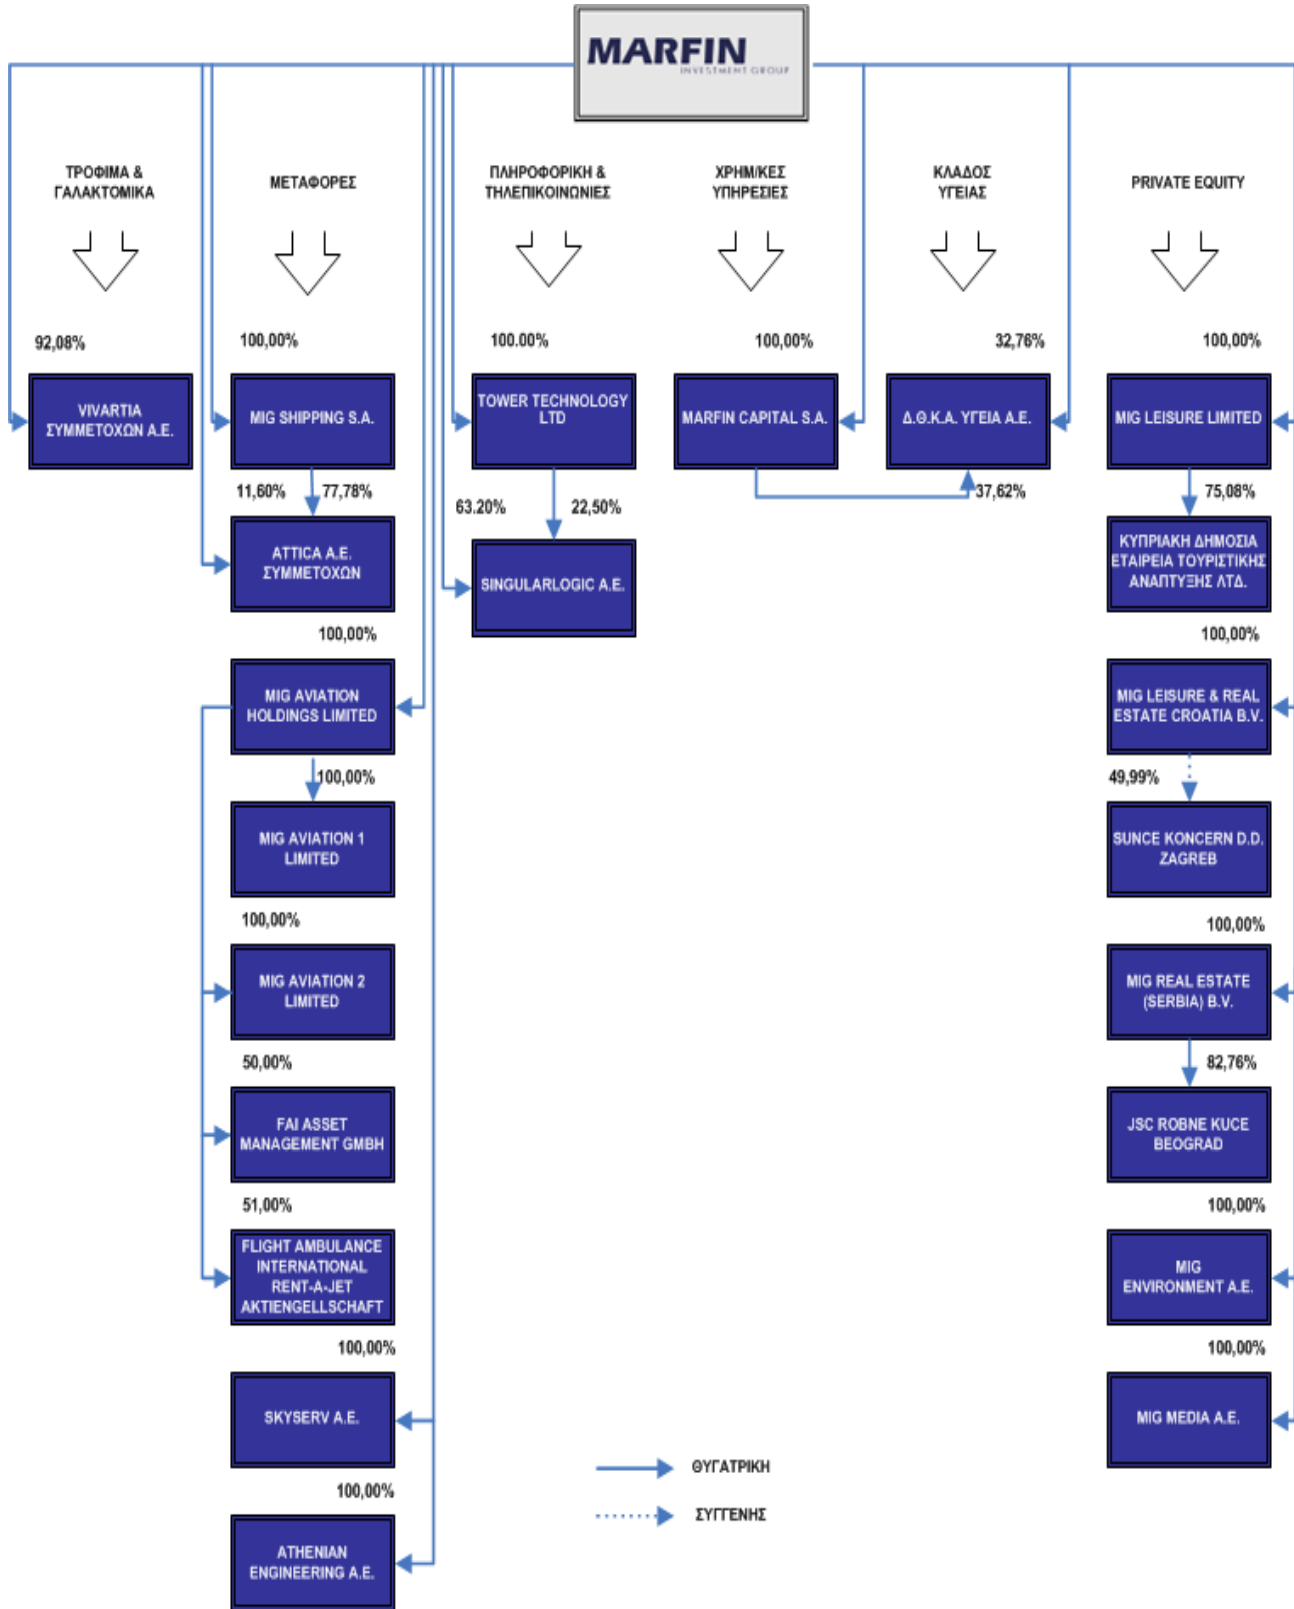 MARFIN
INVESTMENT GROUP
ΤΡΟΦΙΜΑ &
ΓΑΛΑΚΤΟΜΙΚΑ
ΜΕΤΑΦΟΡΕΣ
ΠΛΗΡΟΦΟΡΙΚΗ &
ΤΗΛΕΠΙΚΟΙΝΩΝΙΕΣ
ΧΡΗΜ/ΚΕΣ
ΥΠΗΡΕΣΙΕΣ
ΚΛΑΔΟΣ
ΥΓΕΙΑΣ
PRIVATE EQUITY
92,08%
100,00%
100.00%
100,00%
32,76%
100,00%
VIVARTIA
ΣΥΜΜΕΤΟΧΩΝ Α.Ε.
MIG SHIPPING S.A.
TOWER TECHNOLOGY
LTD
MARFIN CAPITAL S.A.
Δ.Θ.Κ.Α. ΥΓΕΙΑ Α.Ε.
MIG LEISURE LIMITED
11,60%
77,78%
63.20%
22,50%
37,62%
75,08%
ATTICA Α.Ε.
ΣΥΜΜΕΤΟΧΩΝ
SINGULARLOGIC Α.Ε.
ΚΥΠΡΙΑΚΗ ΔΗΜΟΣΙΑ
ΕΤΑΙΡΕΙΑ ΤΟΥΡΙΣΤΙΚΗΣ
ΑΝΑΠΤΥΞΗΣ ΛΤΔ.
100,00%
100,00%
MIG AVIATION
HOLDINGS LIMITED
MIG LEISURE & REAL
ESTATE CROATIA B.V.
100,00%
49,99%
MIG AVIATION 1
LIMITED
SUNCE KONCERN D.D.
ZAGREB
100,00%
100,00%
MIG AVIATION 2
LIMITED
MIG REAL ESTATE
(SERBIA) B.V.
50,00%
82,76%
FAI ASSET
MANAGEMENT GMBH
JSC ROBNE KUCE
BEOGRAD
51,00%
100,00%
FLIGHT AMBULANCE
INTERNATIONAL
RENT-A-JET
AKTIENGELLSCHAFT
MIG
ENVIRONMENT Α.Ε.
100,00%
100,00%
SKYSERV Α.Ε.
MIG MEDIA Α.Ε.
ΘΥΓΑΤΡΙΚΗ
100,00%
ΣΥΓΓΕΝΗΣ
ATHENIAN
ENGINEERING Α.Ε.